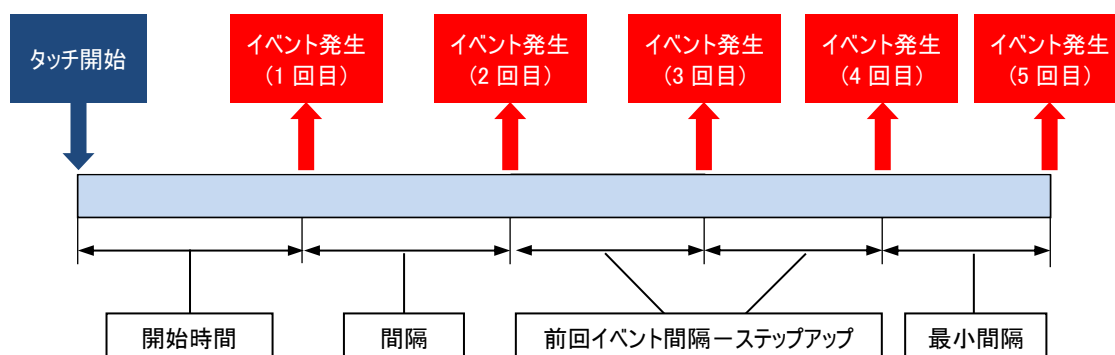 タッチ開始
イベント発生
(1 回目)
イベント発生
(2 回目)
イベント発生
(3 回目)
イベント発生
(4 回目)
イベント発生
(5 回目)
開始時間
間隔
前回イベント間隔－ステップアップ
最小間隔